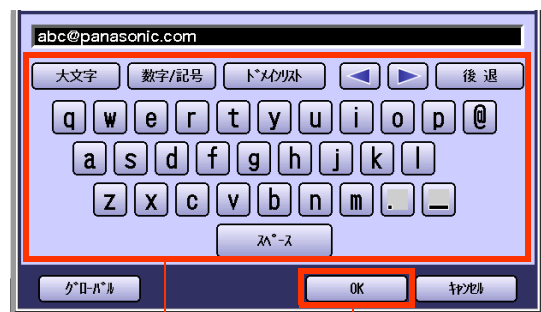 abc@panasonic.com
大文字 数字/記号 ﾄﾞﾒｲﾝﾘｽﾄ 後 退
q w e r t y u i o p @
a s d f g h j k l
z x c v b n m . _
ｽﾍﾟｰｽ
ｸﾞﾛｰﾊﾞﾙ OK ｷｬﾝｾﾙ